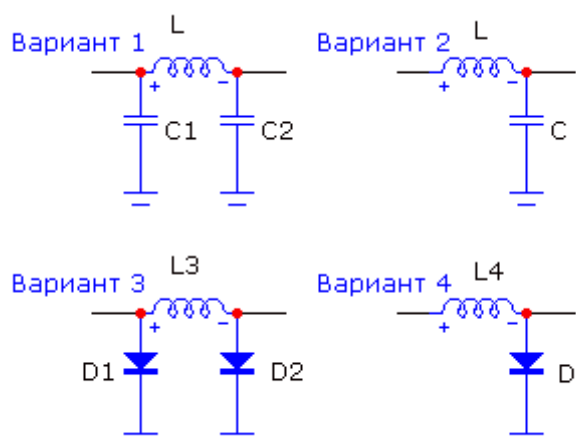 Вариант 1
L
Вариант 2
L
+
-
+
-
C1
C2
C
Вариант 3
L3
Вариант 4
L4
+
-
+
-
D1
D2
D